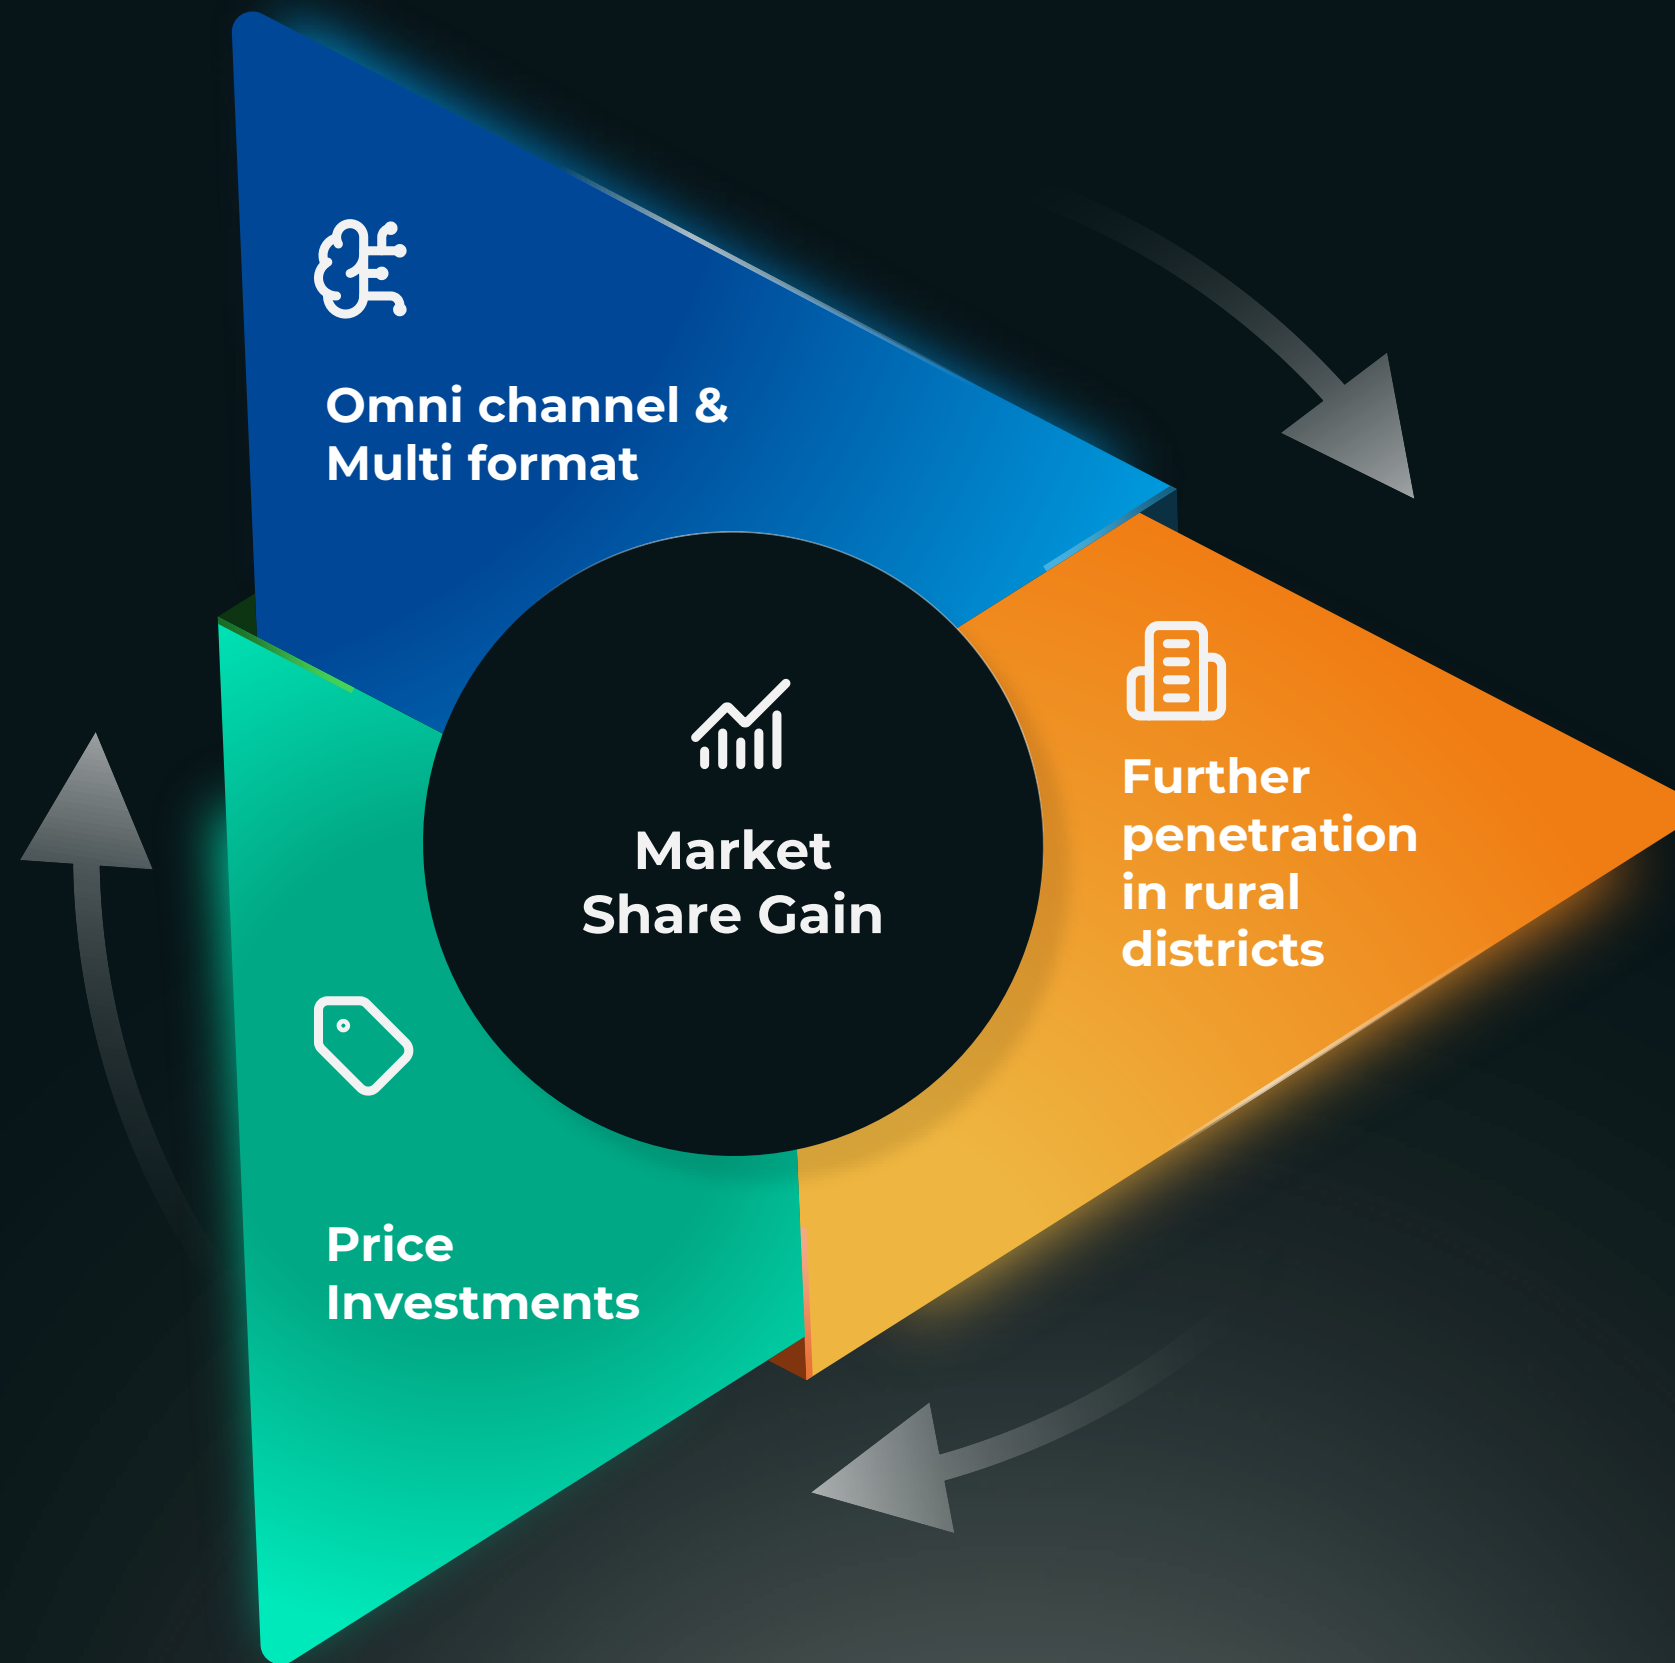 Omni channel &
Multi format
Market
Share Gain
Further
penetration
in rural
districts
Price
Investments